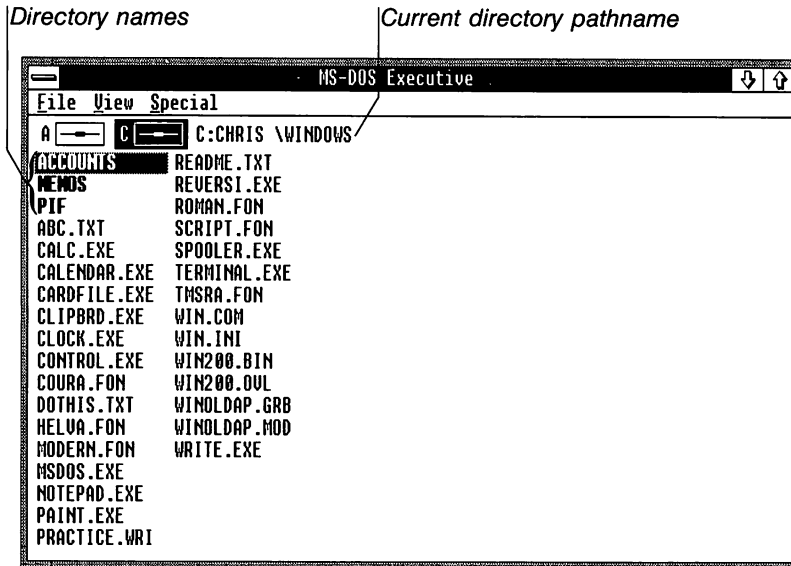 Directory names
Current directory pathname
MS-DOS Executive
File View Special
A C C:CHRIS \WINDOWS
ACCOUNTS README.TXT
MEMOS REVERSI.EXE
PIF ROMAN.FON
ABC.TXT SCRIPT.FON
CALC.EXE SPOOLER.EXE
CALENDAR.EXE TERMINAL.EXE
CARDFILE.EXE TMSRA.FON
CLIPBRD.EXE WIN.COM
CLOCK.EXE WIN.INI
CONTROL.EXE WIN200.BIN
COURA.FON WIN200.OVL
DOTHIS.TXT WINOLDAP.GRB
HELVA.FON WINOLDAP.MOD
MODERN.FON WRITE.EXE
MSDOS.EXE
NOTEPAD.EXE
PAINT.EXE
PRACTICE.WRI